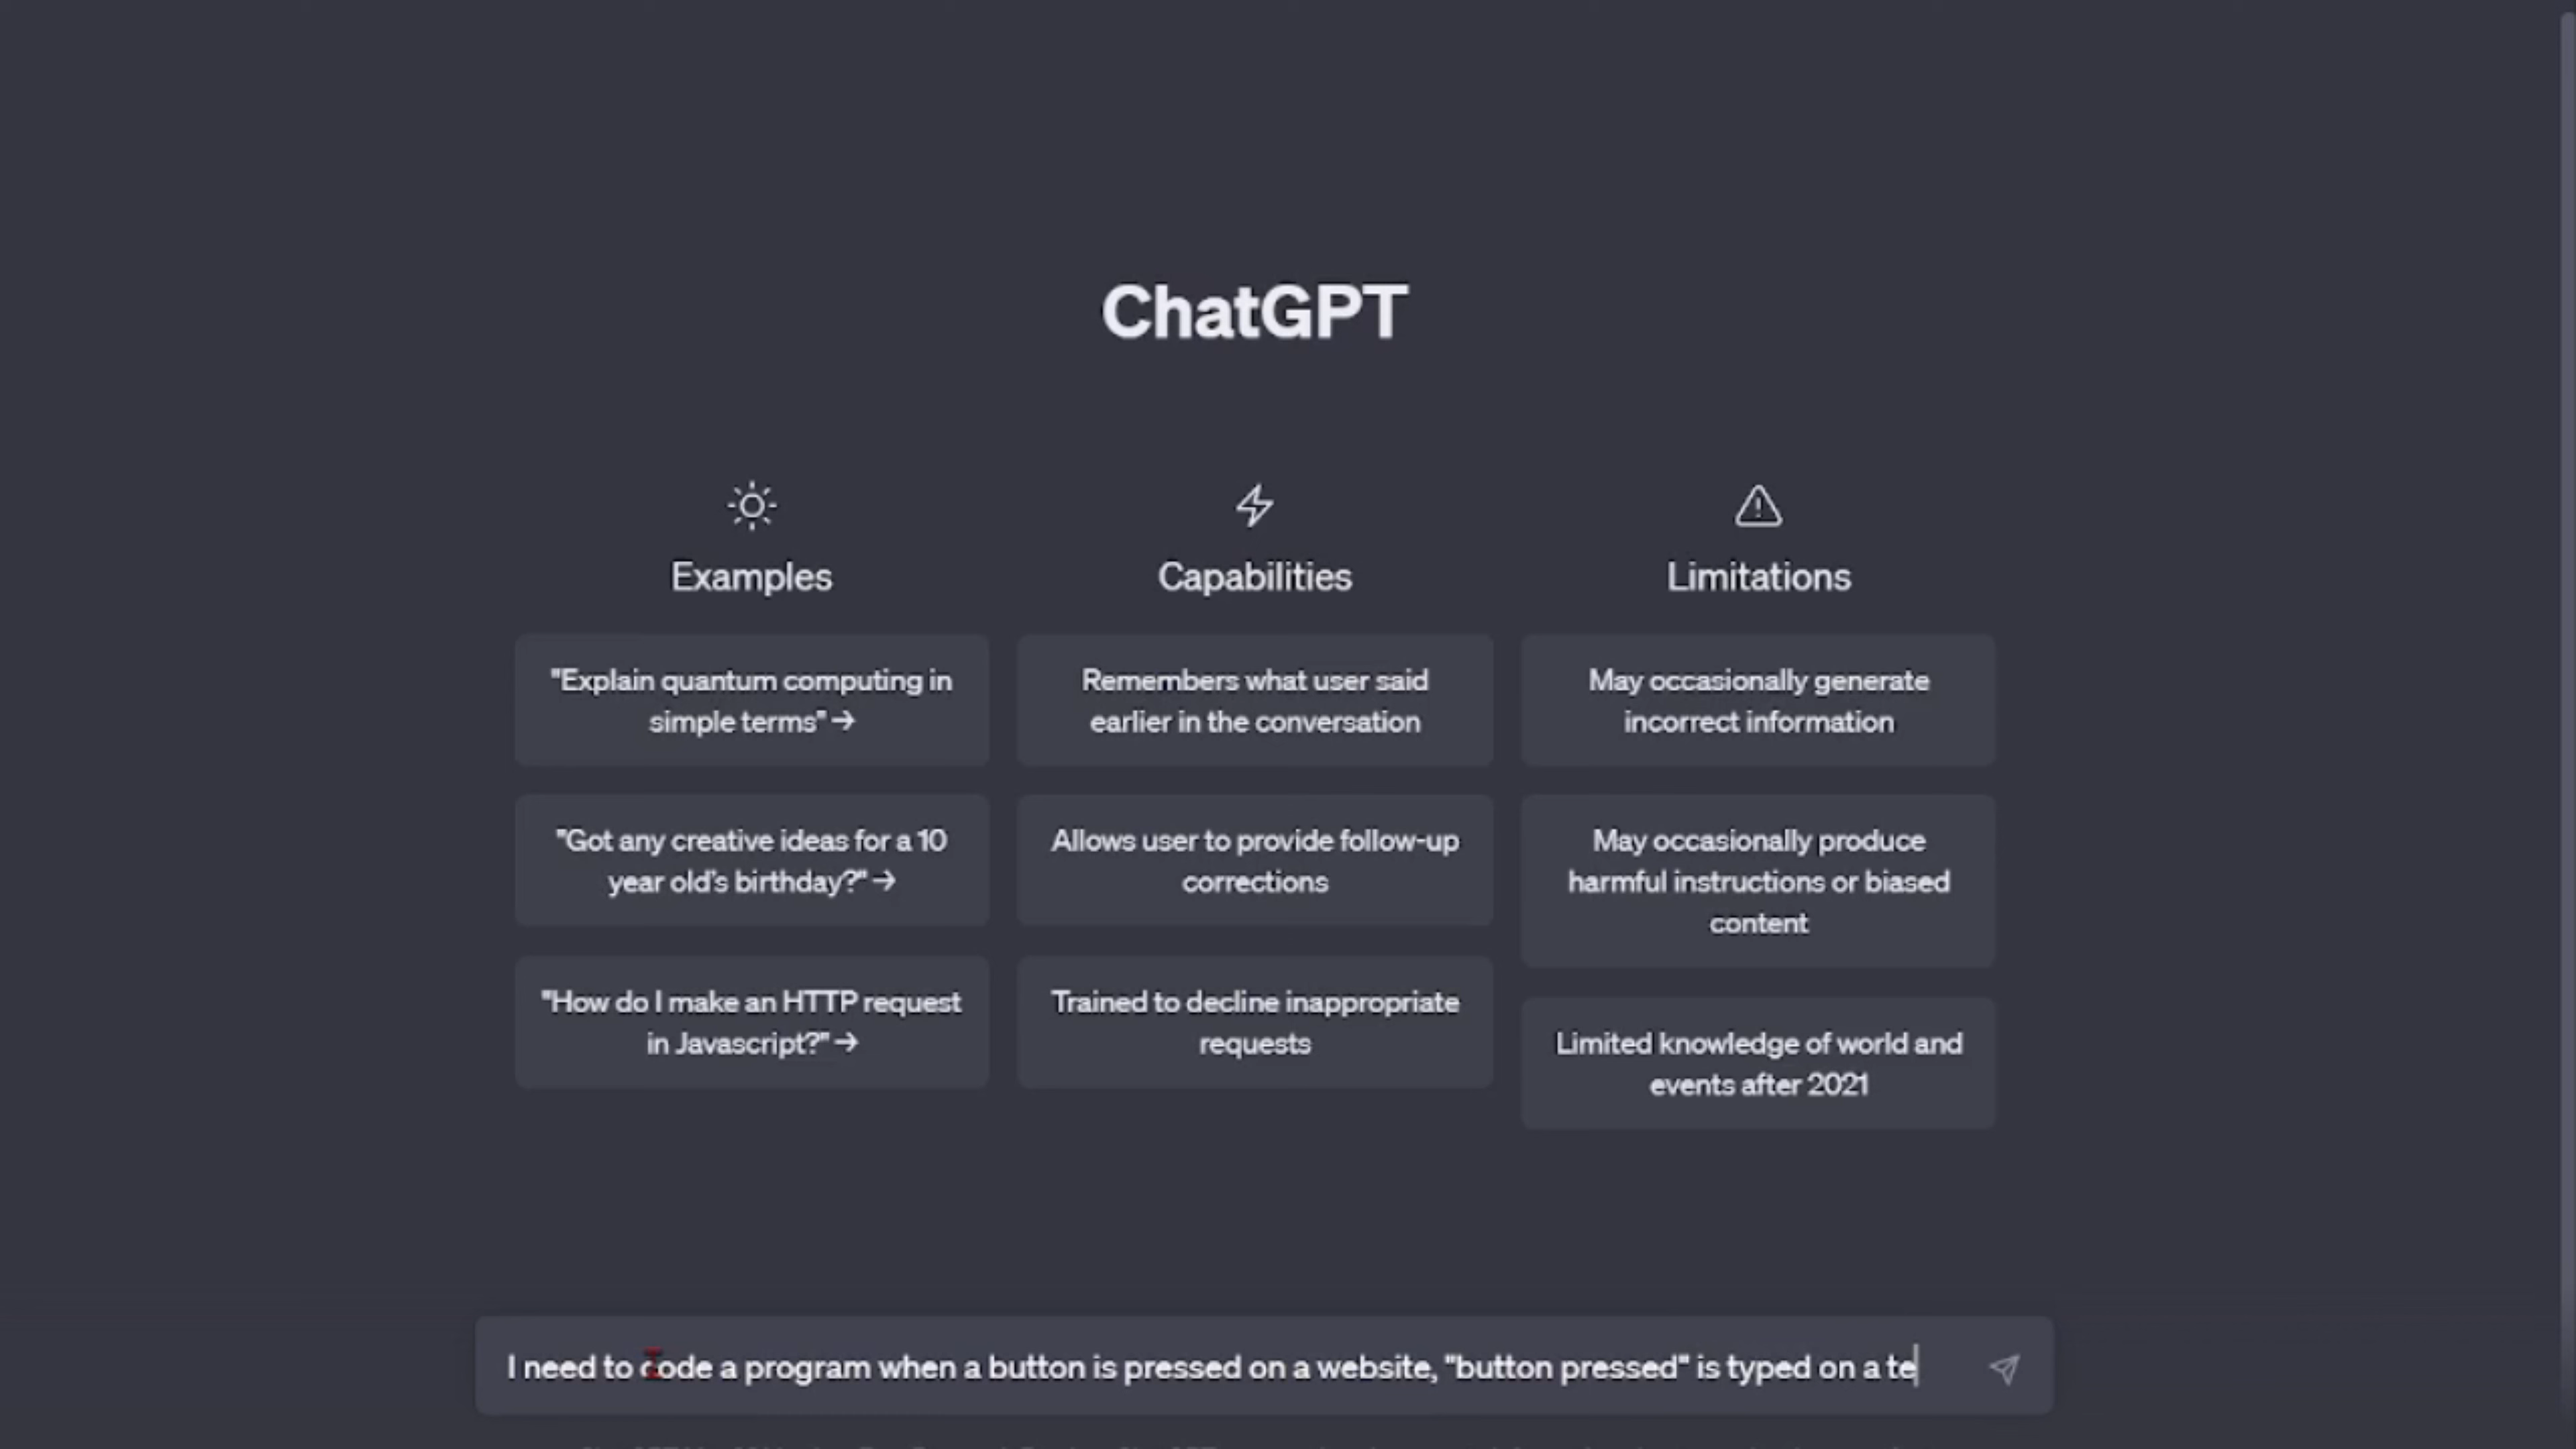 ChatGPT
Examples
"Explain quantum computing in
simple terms" →
"Got any creative ideas for a 10
year old's birthday?" →
"How do I make an HTTP request
in Javascript?" →
Capabilities
Remembers what user said
earlier in the conversation
Allows user to provide follow-up
corrections
Trained to decline inappropriate
requests
Limitations
May occasionally generate
incorrect information
May occasionally produce
harmful instructions or biased
content
Limited knowledge of world and
events after 2021
I need to code a program when a button is pressed on a website, "button pressed" is typed on a te